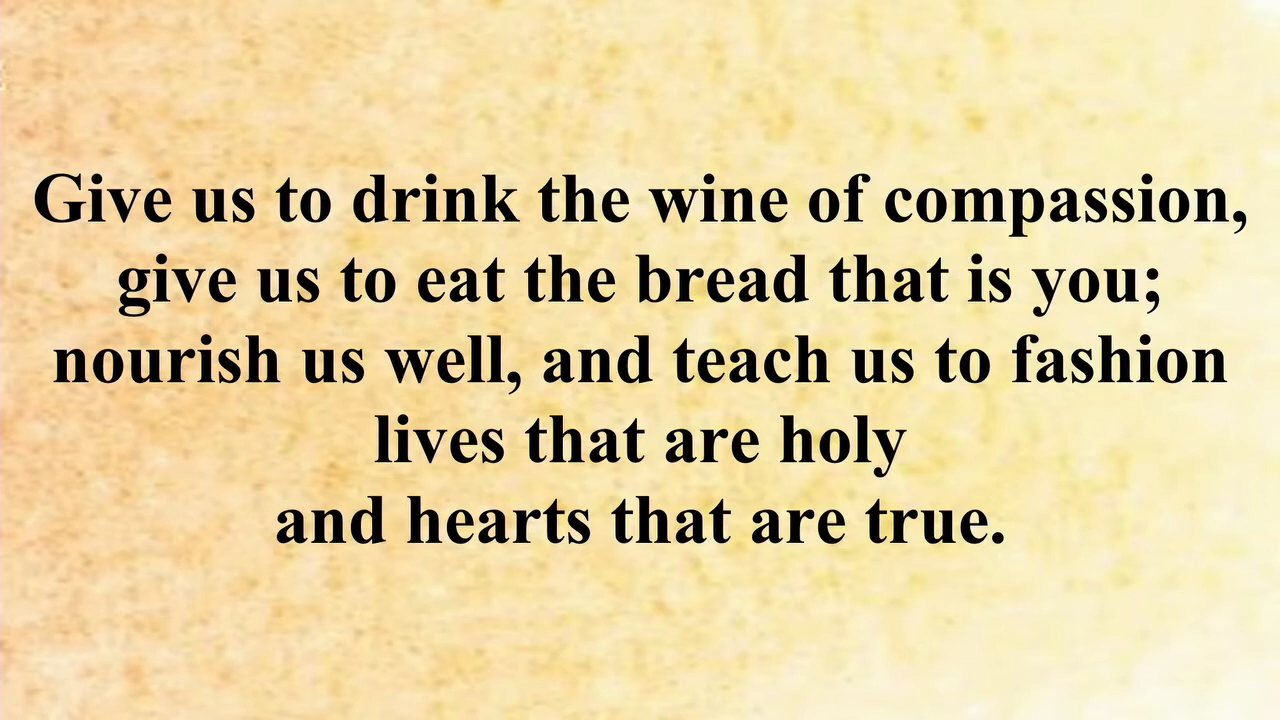 Give us to drink the wine of compassion,
give us to eat the bread that is you;
nourish us well, and teach us to fashion
lives that are holy
and hearts that are true.